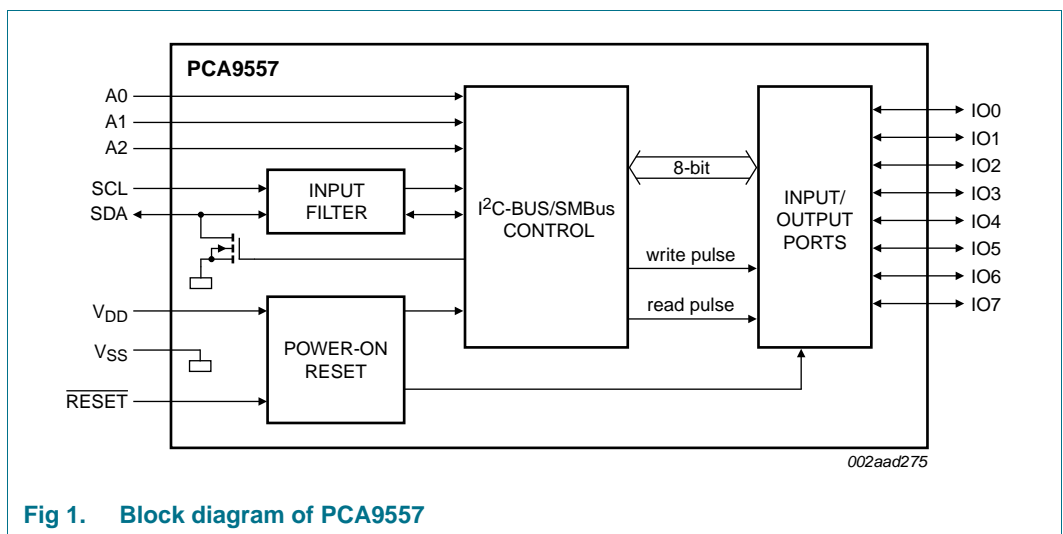 PCA9557
A0
A1
A2
SCL
SDA
INPUT
FILTER
I²C-BUS/SMBus
CONTROL
8-bit
write pulse
read pulse
INPUT/
OUTPUT
PORTS
IO0
IO1
IO2
IO3
IO4
IO5
IO6
IO7
VDD
VSS
RESET
POWER-ON
RESET
002aad275
Fig 1. Block diagram of PCA9557